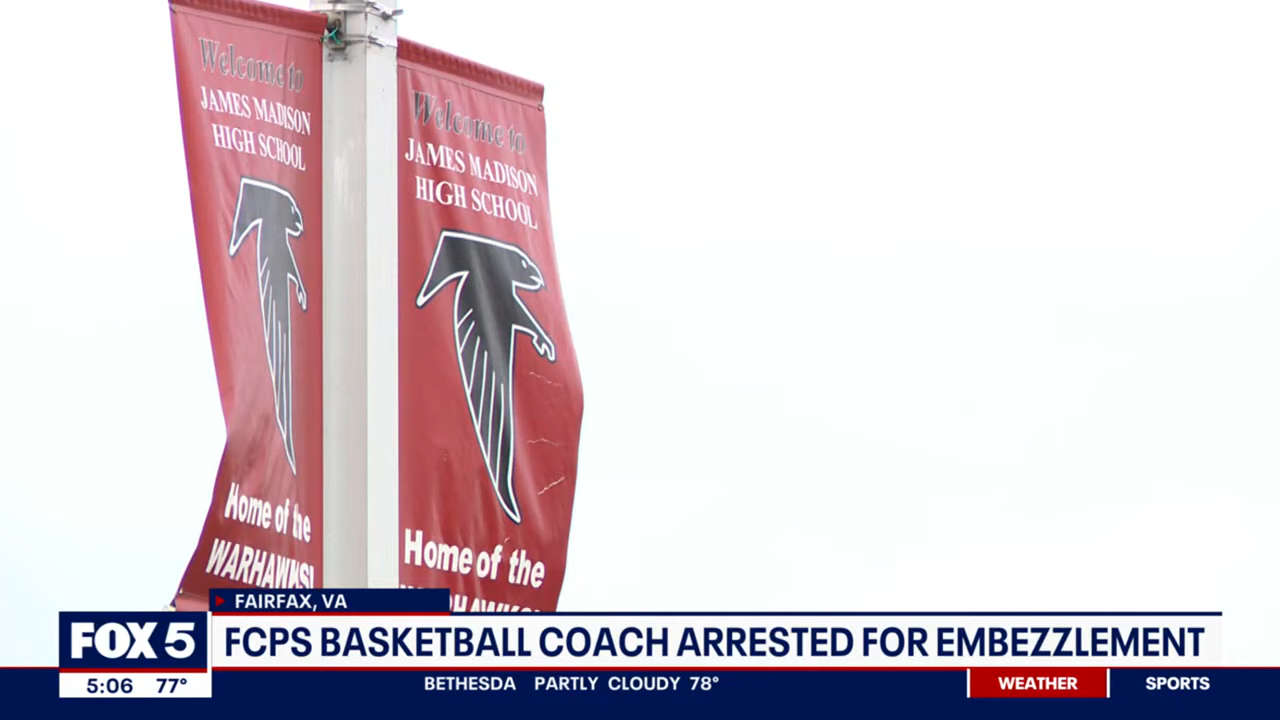 Welcome to
JAMES MADISON
HIGH SCHOOL
Home of the
WARHAWKS!
Welcome to
JAMES MADISON
HIGH SCHOOL
Home of the
WARHAWKS!
FAIRFAX, VA
FOX 5
FCPS BASKETBALL COACH ARRESTED FOR EMBEZZLEMENT
5:06 77°
BETHESDA PARTLY CLOUDY 78°
WEATHER
SPORTS